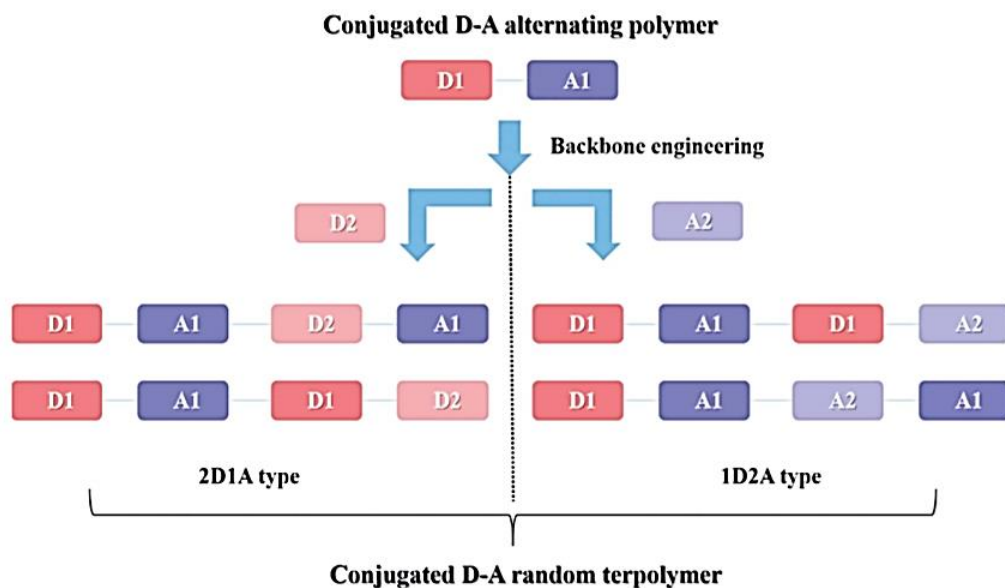 Conjugated D-A alternating polymer
D1 A1
Backbone engineering
D2 A2
D1 A1 D2 A1 D1 A1 D1 A2
D1 A1 D1 D2 D1 A1 A2 A1
2D1A type 1D2A type
Conjugated D-A random terpolymer